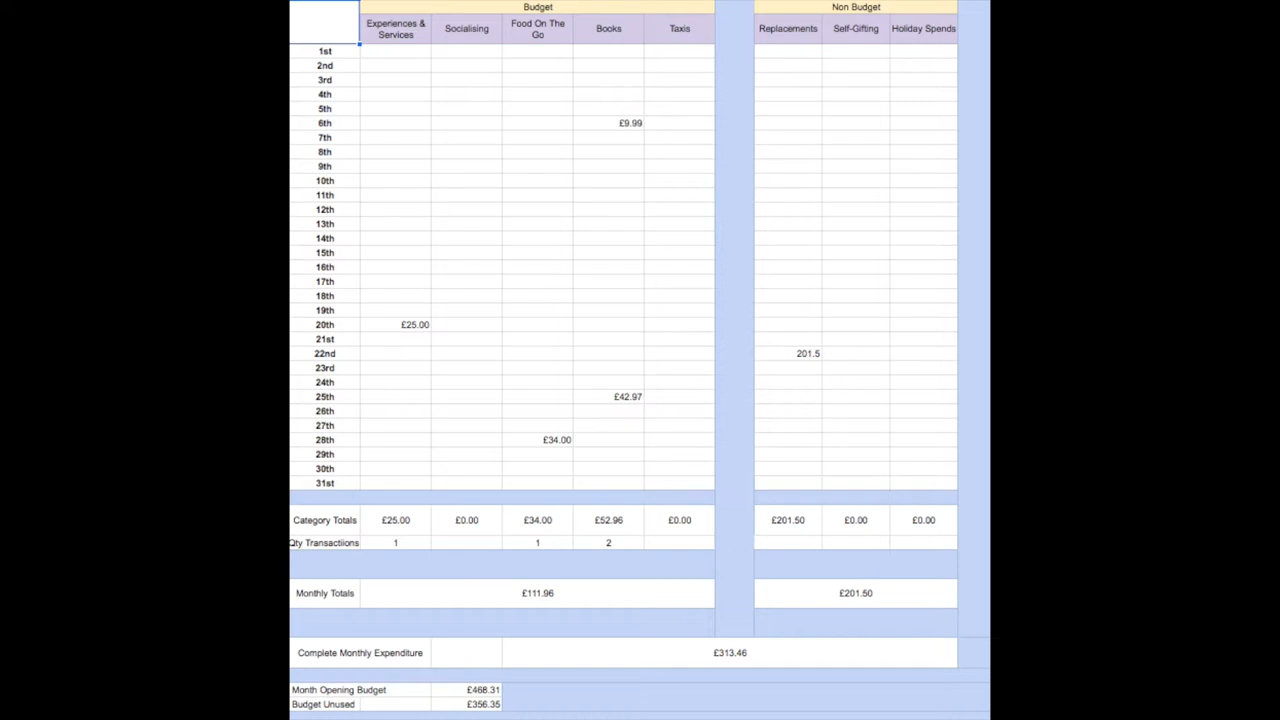 Budget Non Budget
Experiences & Services Socialising Food On The Go Books Taxis Replacements Self-Gifting Holiday Spends
1st
2nd
3rd
4th
5th
6th £9.99
7th
8th
9th
10th
11th
12th
13th
14th
15th
16th
17th
18th
19th
20th £25.00
21st
22nd 201.5
23rd
24th
25th £42.97
26th
27th
28th £34.00
29th
30th
31st
Category Totals £25.00 £0.00 £34.00 £52.96 £0.00 £201.50 £0.00 £0.00
Qty Transactiions 1 1 2
Monthly Totals £111.96 £201.50
Complete Monthly Expenditure £313.46
Month Opening Budget £468.31
Budget Unused £356.35